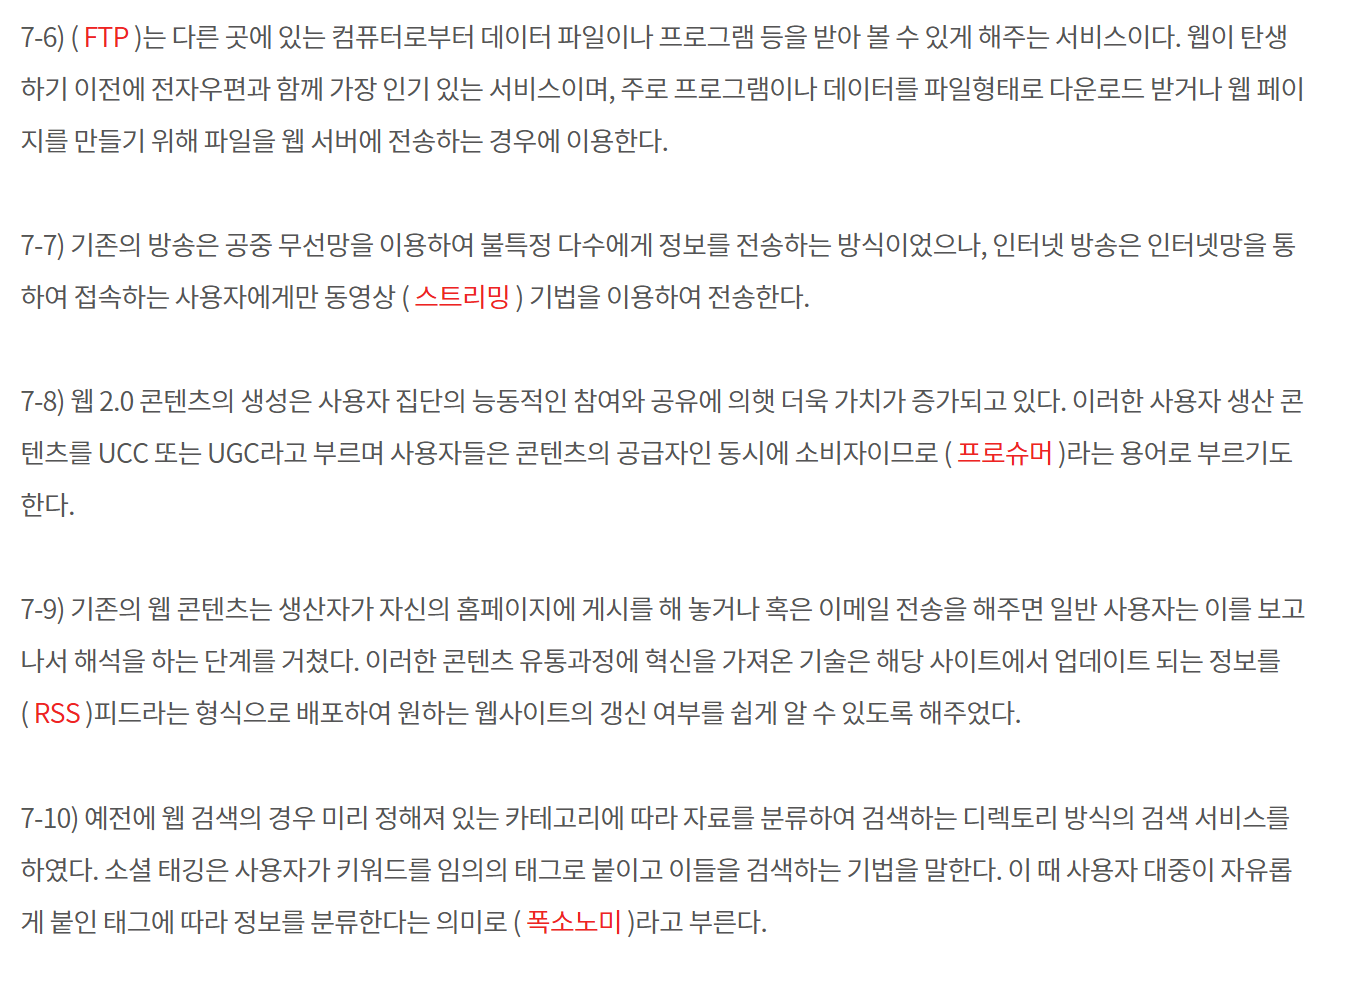 7-6) ( FTP )는 다른 곳에 있는 컴퓨터로부터 데이터 파일이나 프로그램 등을 받아 볼 수 있게 해주는 서비스이다. 웹이 탄생
하기 이전에 전자우편과 함께 가장 인기 있는 서비스이며, 주로 프로그램이나 데이터를 파일형태로 다운로드 받거나 웹 페이
지를 만들기 위해 파일을 웹 서버에 전송하는 경우에 이용한다.
7-7) 기존의 방송은 공중 무선망을 이용하여 불특정 다수에게 정보를 전송하는 방식이었으나, 인터넷 방송은 인터넷망을 통
하여 접속하는 사용자에게만 동영상 ( 스트리밍 ) 기법을 이용하여 전송한다.
7-8) 웹 2.0 콘텐츠의 생성은 사용자 집단의 능동적인 참여와 공유에 의햇 더욱 가치가 증가되고 있다. 이러한 사용자 생산 콘
텐츠를 UCC 또는 UGC라고 부르며 사용자들은 콘텐츠의 공급자인 동시에 소비자이므로 ( 프로슈머 )라는 용어로 부르기도
한다.
7-9) 기존의 웹 콘텐츠는 생산자가 자신의 홈페이지에 게시를 해 놓거나 혹은 이메일 전송을 해주면 일반 사용자는 이를 보고
나서 해석을 하는 단계를 거쳤다. 이러한 콘텐츠 유통과정에 혁신을 가져온 기술은 해당 사이트에서 업데이트 되는 정보를
( RSS )피드라는 형식으로 배포하여 원하는 웹사이트의 갱신 여부를 쉽게 알 수 있도록 해주었다.
7-10) 예전에 웹 검색의 경우 미리 정해져 있는 카테고리에 따라 자료를 분류하여 검색하는 디렉토리 방식의 검색 서비스를
하였다. 소셜 태깅은 사용자가 키워드를 임의의 태그로 붙이고 이들을 검색하는 기법을 말한다. 이 때 사용자 대중이 자유롭
게 붙인 태그에 따라 정보를 분류한다는 의미로 ( 폭소노미 )라고 부른다.